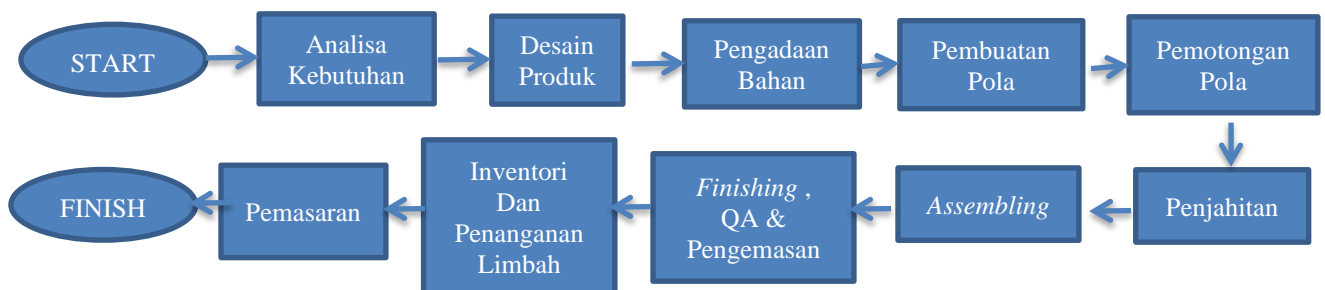 START
Analisa
Kebutuhan
Desain
Produk
Pengadaan
Bahan
Pembuatan
Pola
Pemotongan
Pola
Penjahitan
Assembling
Finishing ,
QA &
Pengemasan
Inventori
Dan
Penanganan
Limbah
Pemasaran
FINISH